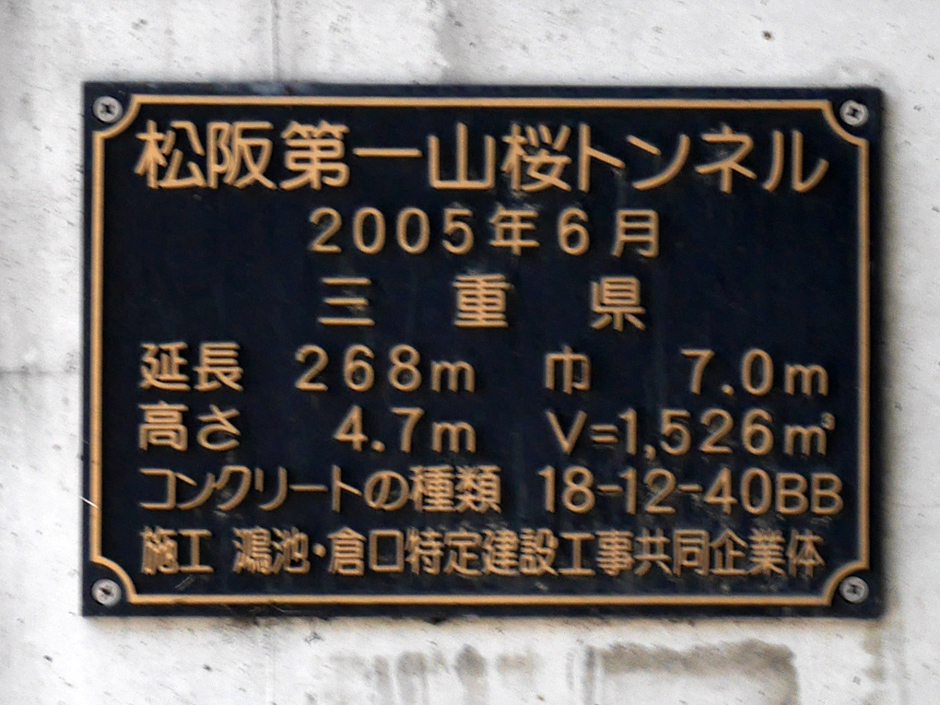 松阪第一山桜トンネル
2005年6月
三重県
延長 268m 巾 7.0m
高さ 4.7m V=1,526m³
コンクリートの種類 18-12-40BB
施工 鴻池・倉口特定建設工事共同企業体